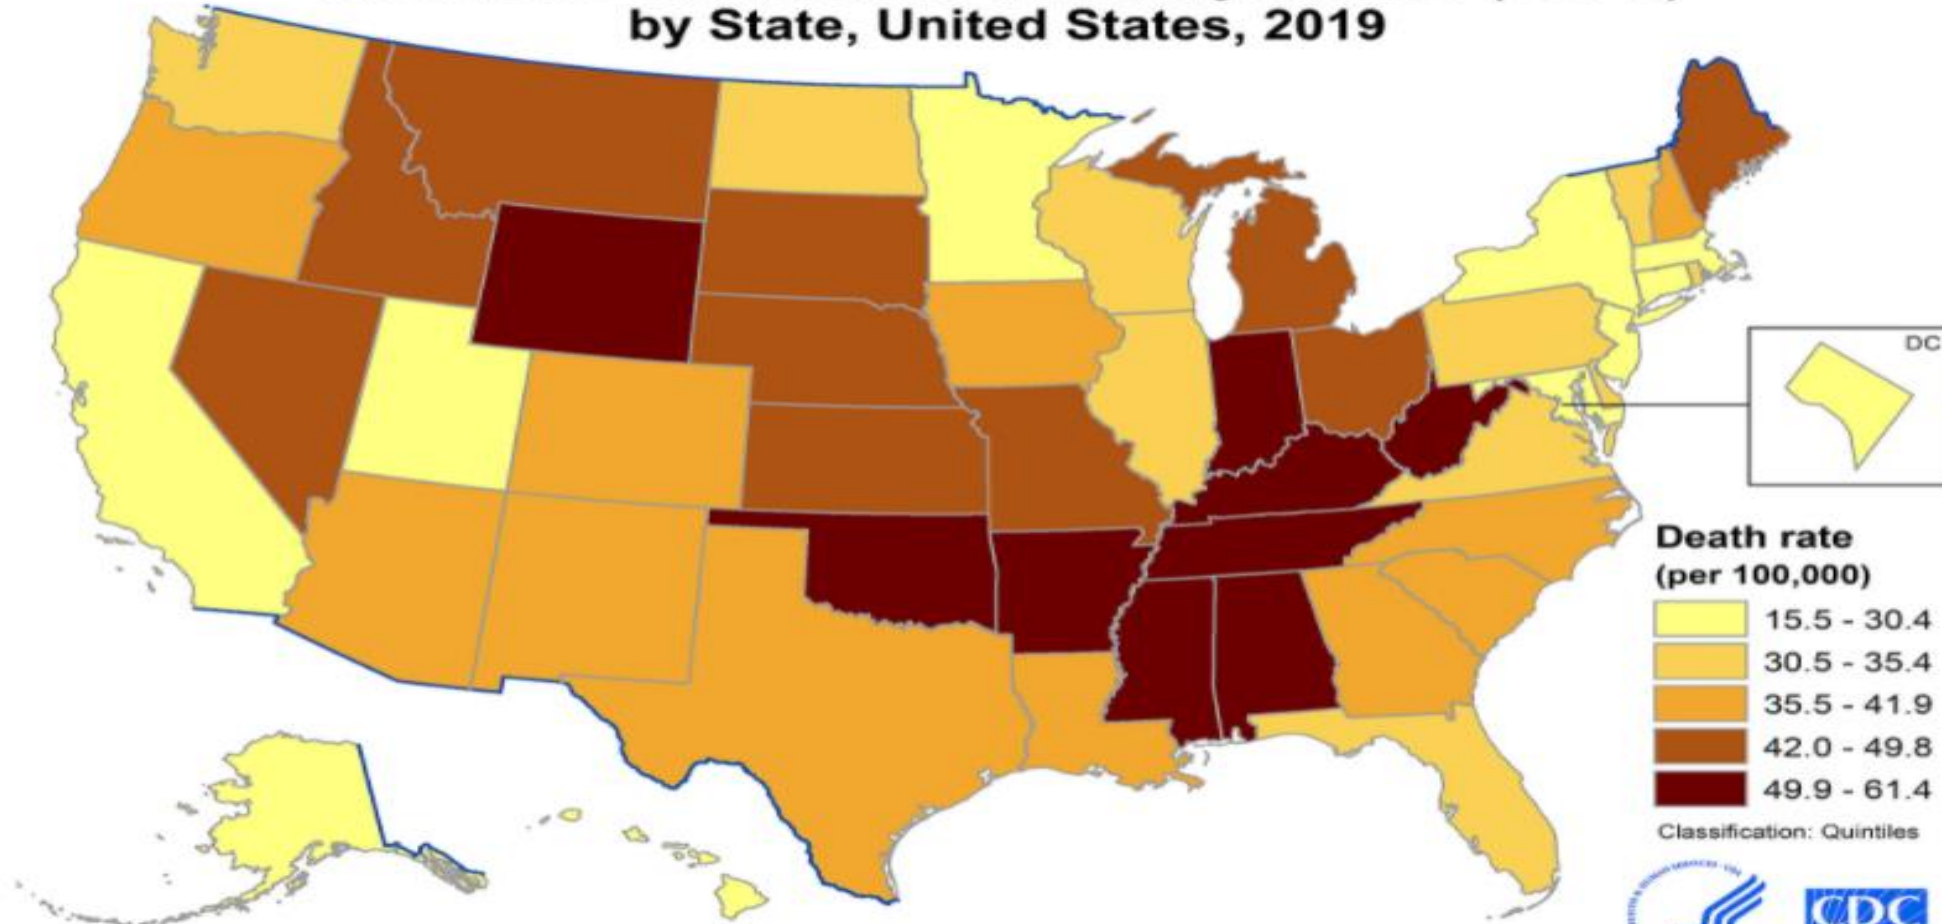 by State, United States, 2019
DC
Death rate
(per 100,000)
15.5 - 30.4
30.5 - 35.4
35.5 - 41.9
42.0 - 49.8
49.9 - 61.4
Classification: Quintiles
CDC